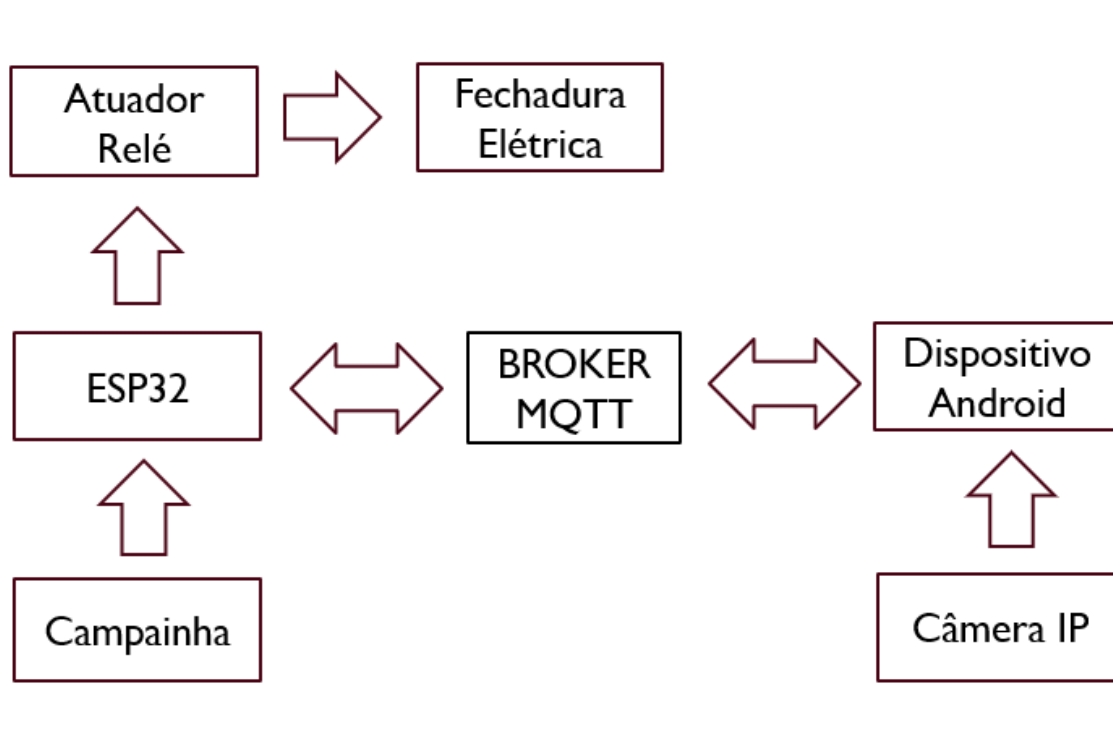 Atuador
Relé
Fechadura
Elétrica
ESP32
BROKER
MQTT
Dispositivo
Android
Campainha
Câmera IP